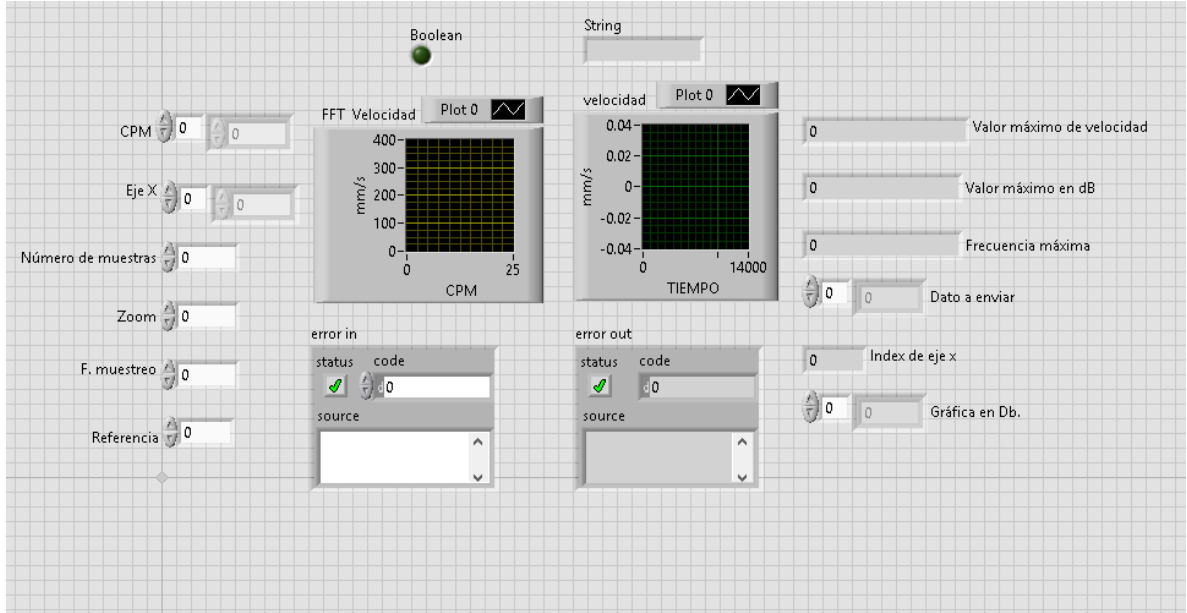 Boolean
String
CPM
0
0
FFT Velocidad
Plot 0
400
300
200
100
0
mm/s
0
25
CPM
velocidad
Plot 0
0.04
0.02
0
-0.02
-0.04
mm/s
0
14000
TIEMPO
0
Valor máximo de velocidad
Eje X
0
0
0
Valor máximo en dB
Número de muestras
0
0
Frecuencia máxima
Zoom
0
0
0
Dato a enviar
F. muestreo
0
Referencia
0
error in
status
code
d
0
source
error out
status
code
d
0
source
0
Index de eje x
0
0
Gráfica en Db.